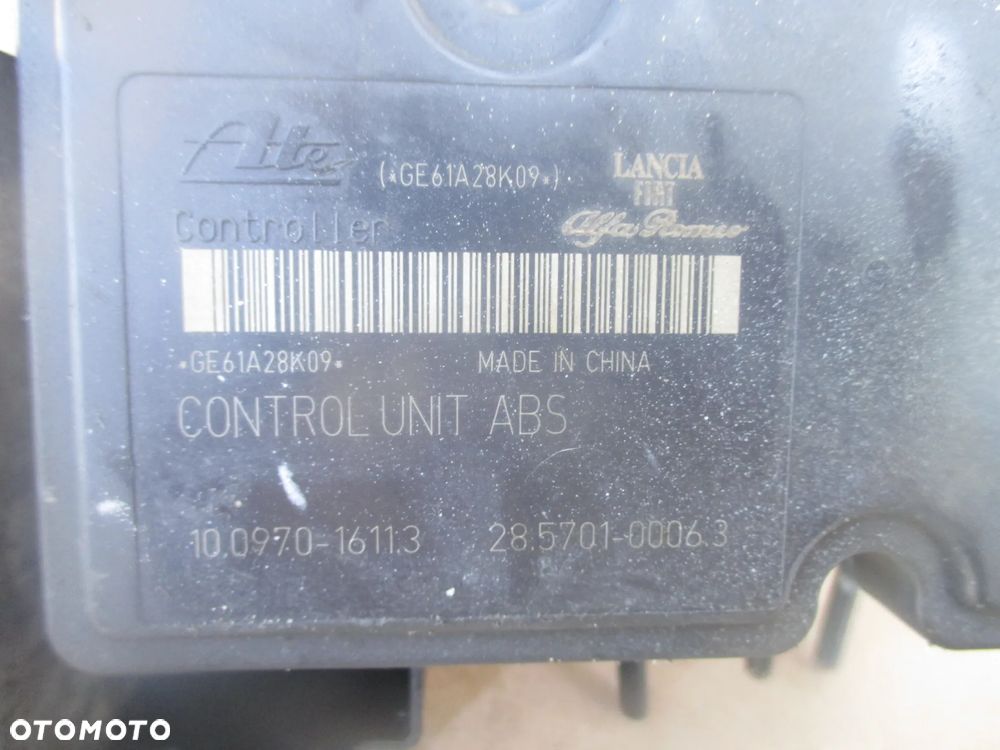 Ate
(*GE61A28K09*)
LANCIA
FIAT
Alfa Romeo
Controller
*GE61A28K09*
MADE IN CHINA
CONTROL UNIT ABS
10.0970-1611.3
28.5701-0006.3
OTOMOTO